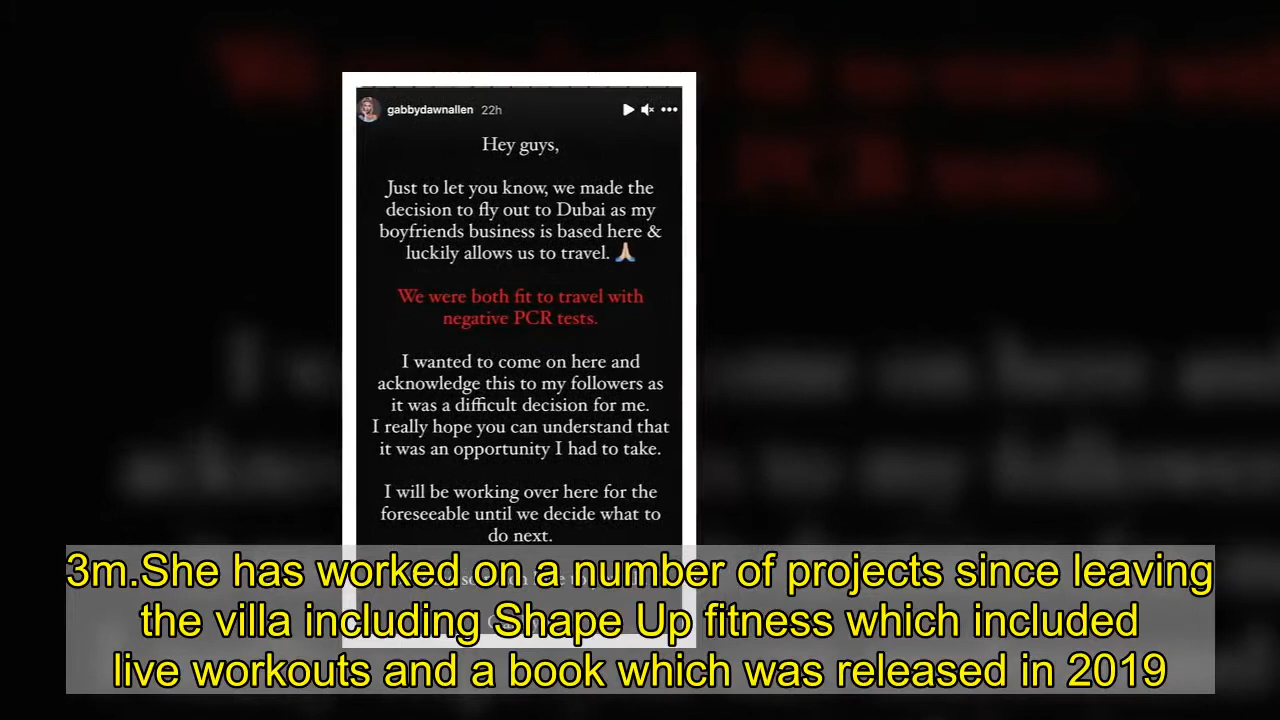 gabbydawnallen 22h
Hey guys,
Just to let you know, we made the
decision to fly out to Dubai as my
boyfriends business is based here &
luckily allows us to travel. 🙏🏼
We were both fit to travel with
negative PCR tests.
I wanted to come on here and
acknowledge this to my followers as
it was a difficult decision for me.
I really hope you can understand that
it was an opportunity I had to take.
I will be working over here for the
foreseeable until we decide what to
do next.
3m.She has worked on a number of projects since leaving
the villa including Shape Up fitness which included
live workouts and a book which was released in 2019